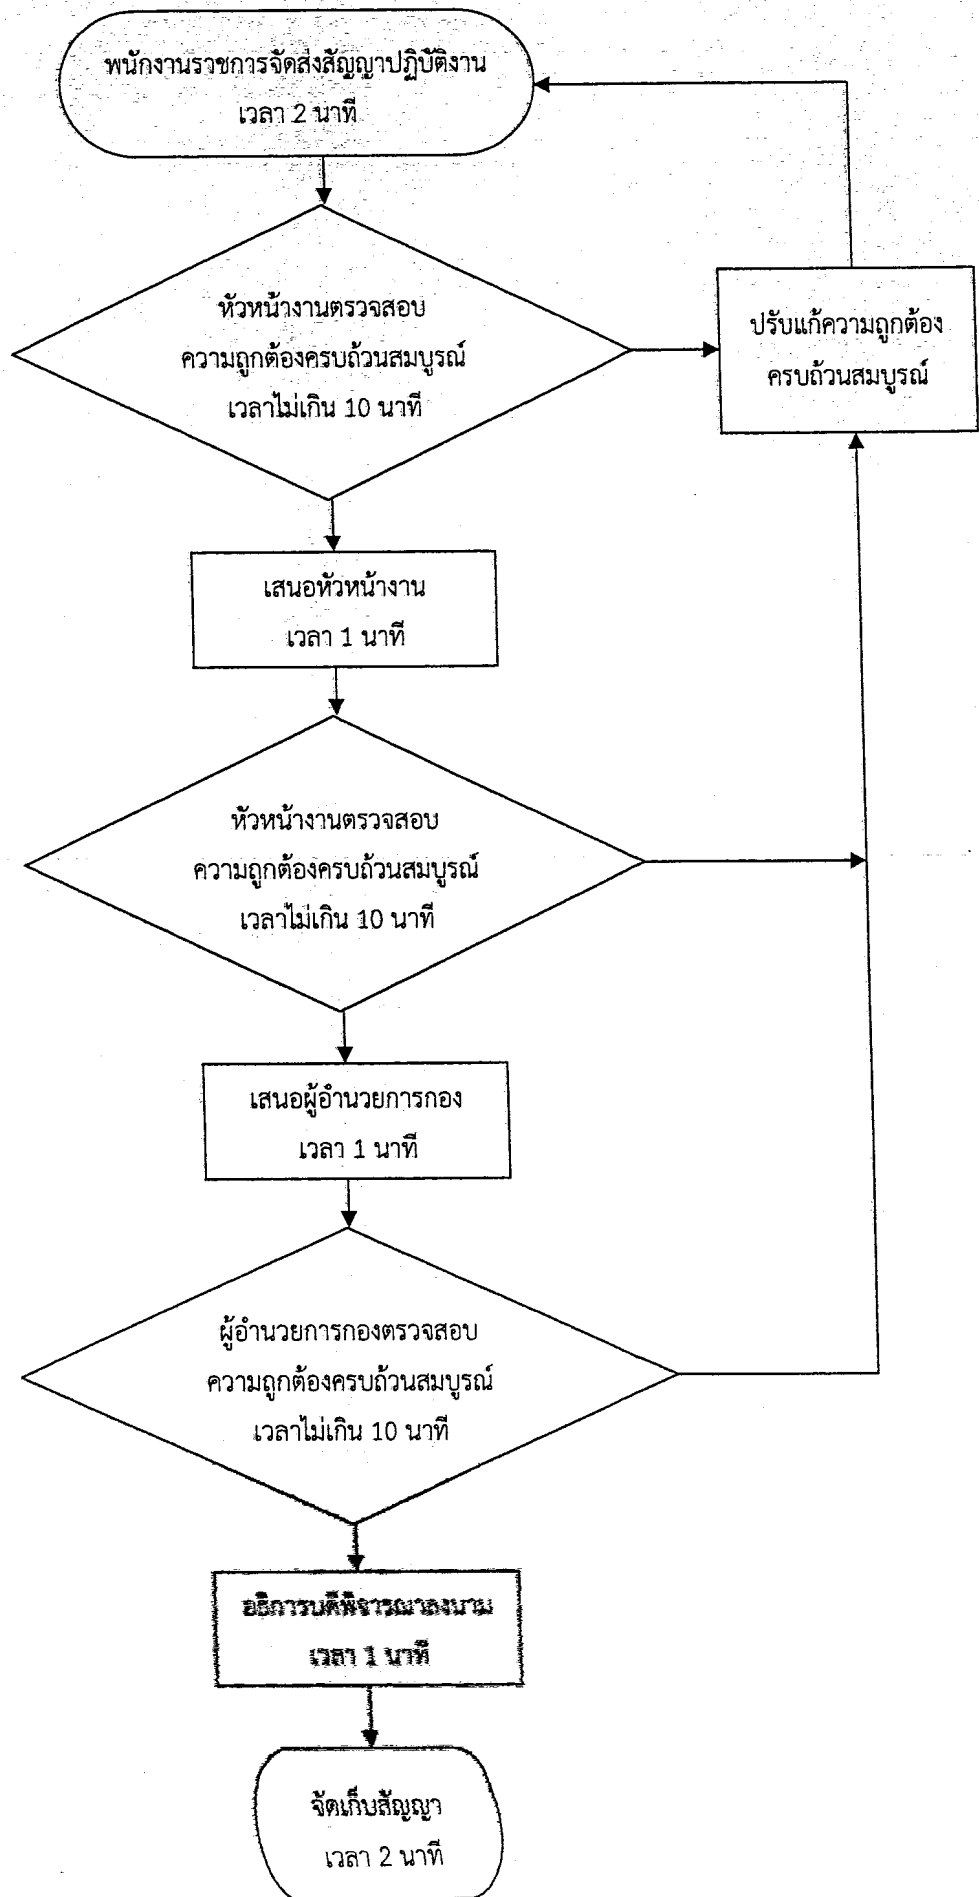 พนักงานราชการจัดส่งสัญญาปฏิบัติงาน
เวลา 2 นาที
หัวหน้างานตรวจสอบ
ความถูกต้องครบถ้วนสมบูรณ์
เวลาไม่เกิน 10 นาที
ปรับแก้ความถูกต้อง
ครบถ้วนสมบูรณ์
เสนอหัวหน้างาน
เวลา 1 นาที
หัวหน้างานตรวจสอบ
ความถูกต้องครบถ้วนสมบูรณ์
เวลาไม่เกิน 10 นาที
เสนอผู้อำนวยการกอง
เวลา 1 นาที
ผู้อำนวยการกองตรวจสอบ
ความถูกต้องครบถ้วนสมบูรณ์
เวลาไม่เกิน 10 นาที
อธิการบดีพิจารณาลงนาม
เวลา 1 นาที
จัดเก็บสัญญา
เวลา 2 นาที